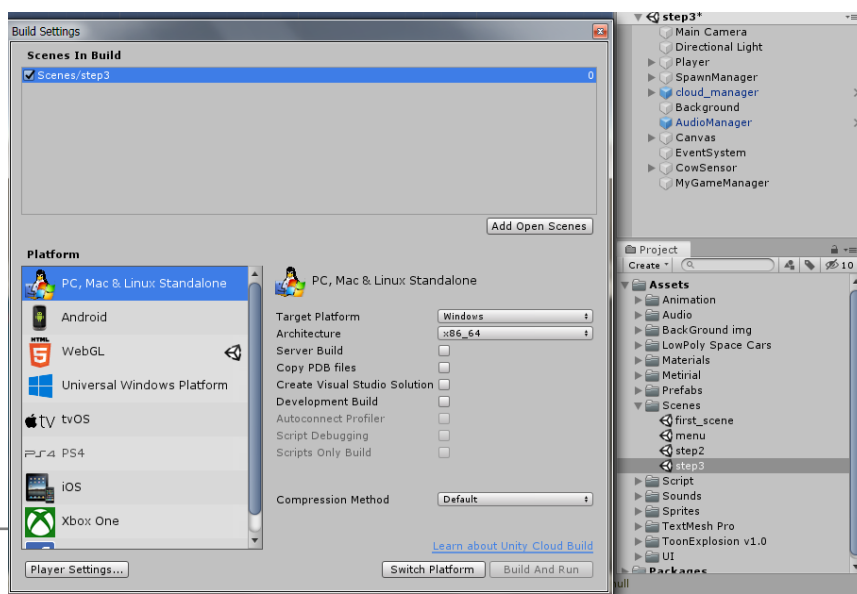 Build Settings
Scenes In Build
Scenes/step3 0
Add Open Scenes
Platform
PC, Mac & Linux Standalone
Android
HTML
WebGL
Universal Windows Platform
tv tvOS
PS4 PS4
iOS
Xbox One
PC, Mac & Linux Standalone
Target Platform Windows
Architecture x86_64
Server Build
Copy PDB files
Create Visual Studio Solution
Development Build
Autoconnect Profiler
Script Debugging
Scripts Only Build
Compression Method Default
Learn about Unity Cloud Build
Player Settings...
Switch Platform
Build And Run
step3*
Main Camera
Directional Light
Player
SpawnManager
cloud_manager
Background
AudioManager
Canvas
EventSystem
CowSensor
MyGameManager
Project
Create 10
Assets
Animation
Audio
BackGround img
LowPoly Space Cars
Materials
Metirial
Prefabs
Scenes
first_scene
menu
step2
step3
Script
Sounds
Sprites
TextMesh Pro
ToonExplosion v1.0
UI
Packages
null